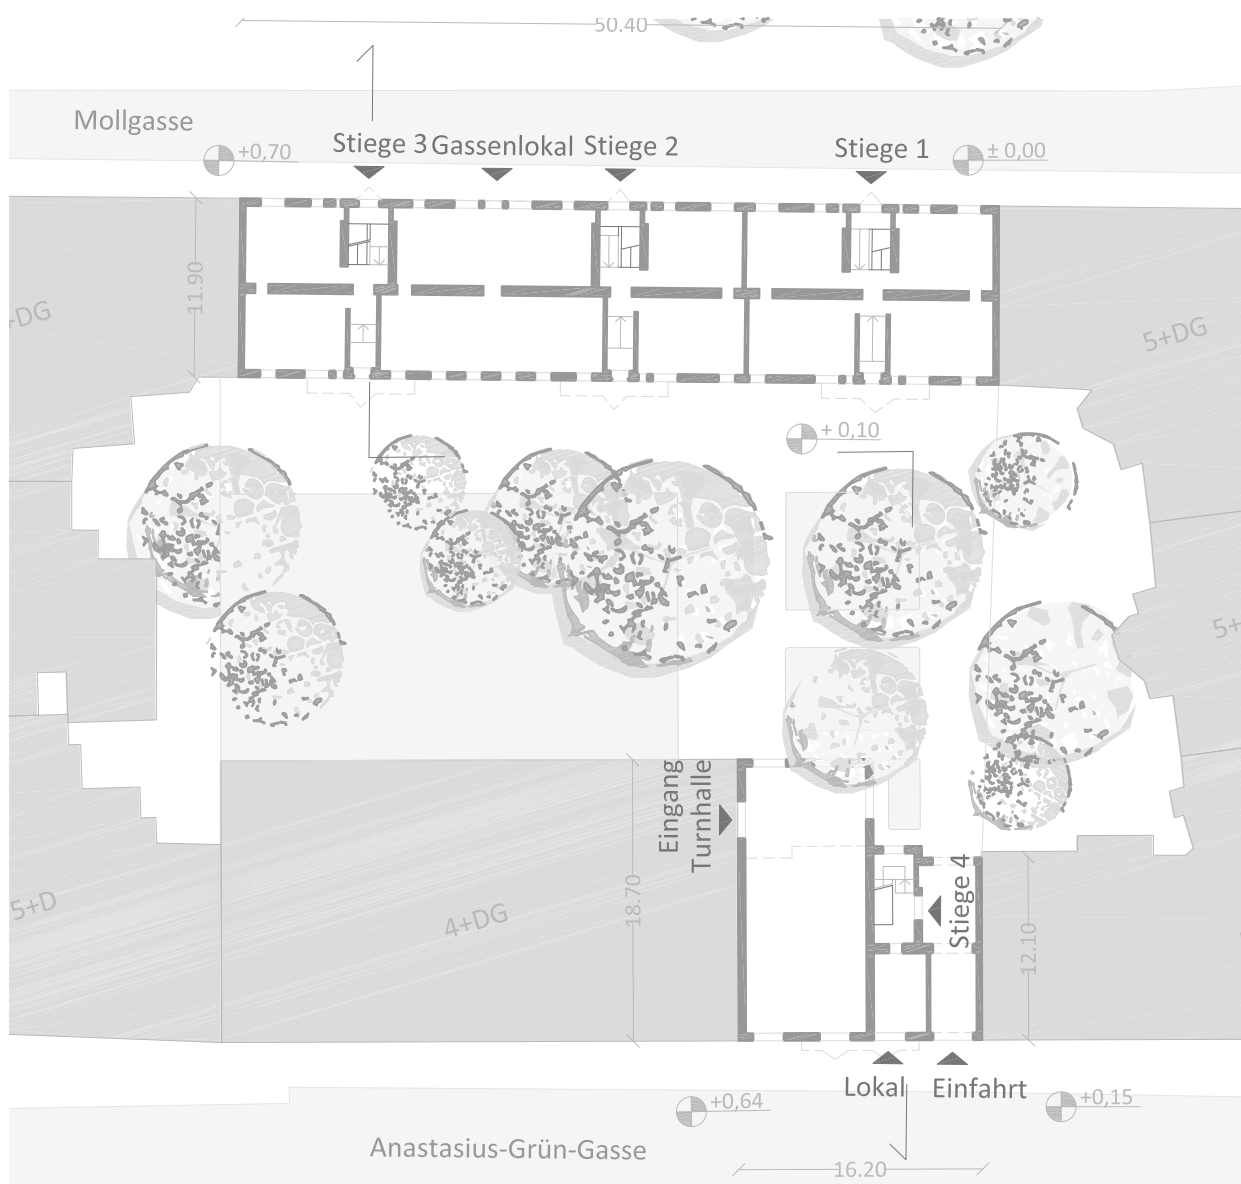 50.40
Mollgasse
+0,70
Stiege 3
Gassenlokal
Stiege 2
Stiege 1
± 0,00
11.90
+DG
5+DG
+ 0,10
5+
Eingang
Turnhalle
Stiege 4
5+D
4+DG
18.70
12.10
Lokal
Einfahrt
+0,64
+0,15
Anastasius-Grün-Gasse
16.20